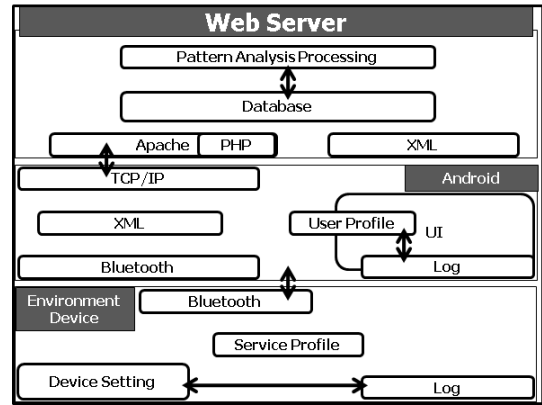 Web Server
Pattern Analysis Processing
Database
Apache
PHP
XML
TCP/IP
Android
XML
User Profile
UI
Bluetooth
Log
Environment
Device
Bluetooth
Service Profile
Device Setting
Log